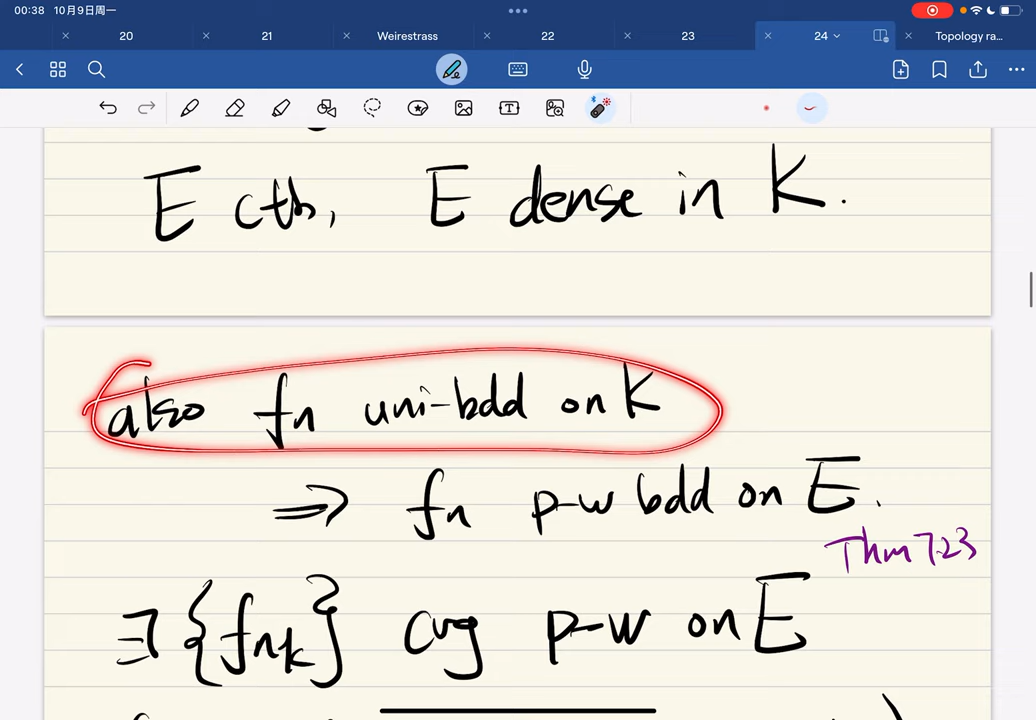 00:38 10月9日周一
20 21 Weirestrass 22 23 24 Topology ra...
E ctb, E dense in K.
also fn uni-bdd on K
⇒ fn p-w bdd on E.
Thm 7.23
∃ {fnk} cvg p-w on E